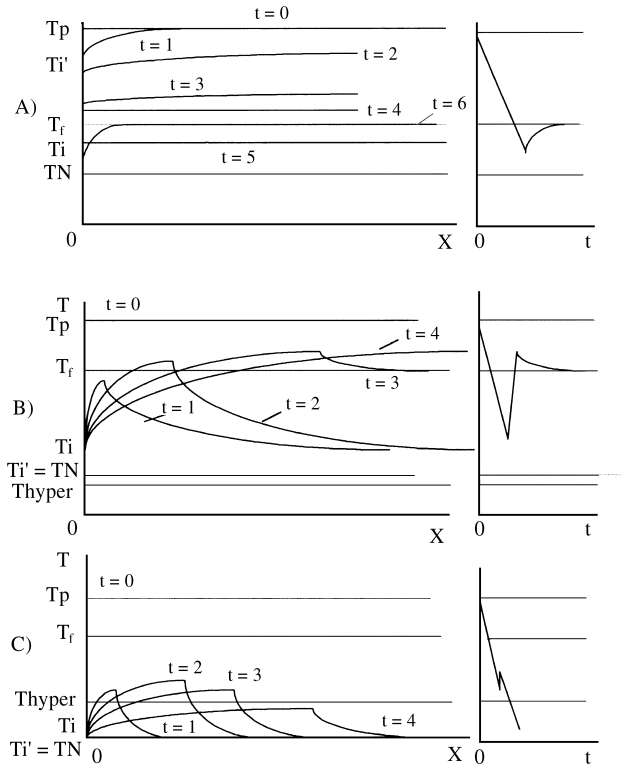 Tp
t = 0
t = 1
Ti'
t = 2
t = 3
A)
t = 4
t = 6
Tf
Ti
t = 5
TN
0
X
0
t
T
t = 0
Tp
t = 4
Tf
t = 3
B)
t = 1
t = 2
Ti
Ti' = TN
Thyper
0
X
0
t
T
t = 0
Tp
Tf
C)
t = 2
t = 3
Thyper
Ti
t = 1
t = 4
Ti' = TN
0
X
0
t